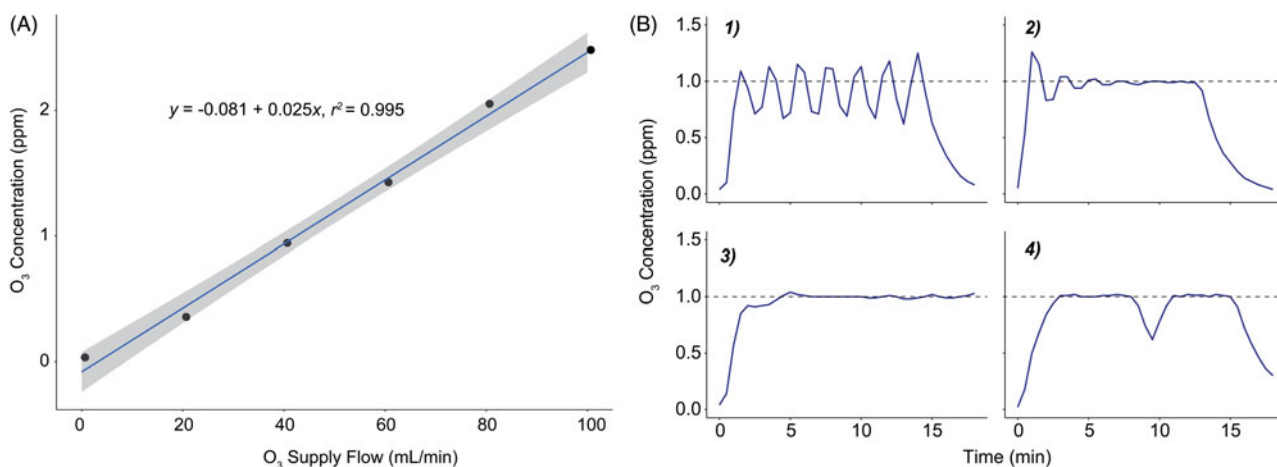 (A)
y = -0.081 + 0.025x, r² = 0.995
O₃ Concentration (ppm)
2
1
0
0 20 40 60 80 100
O₃ Supply Flow (mL/min)
(B)
O₃ Concentration (ppm)
1) 2)
1.5
1.0
0.5
0.0
3) 4)
1.5
1.0
0.5
0.0
0 5 10 15 0 5 10 15
Time (min)